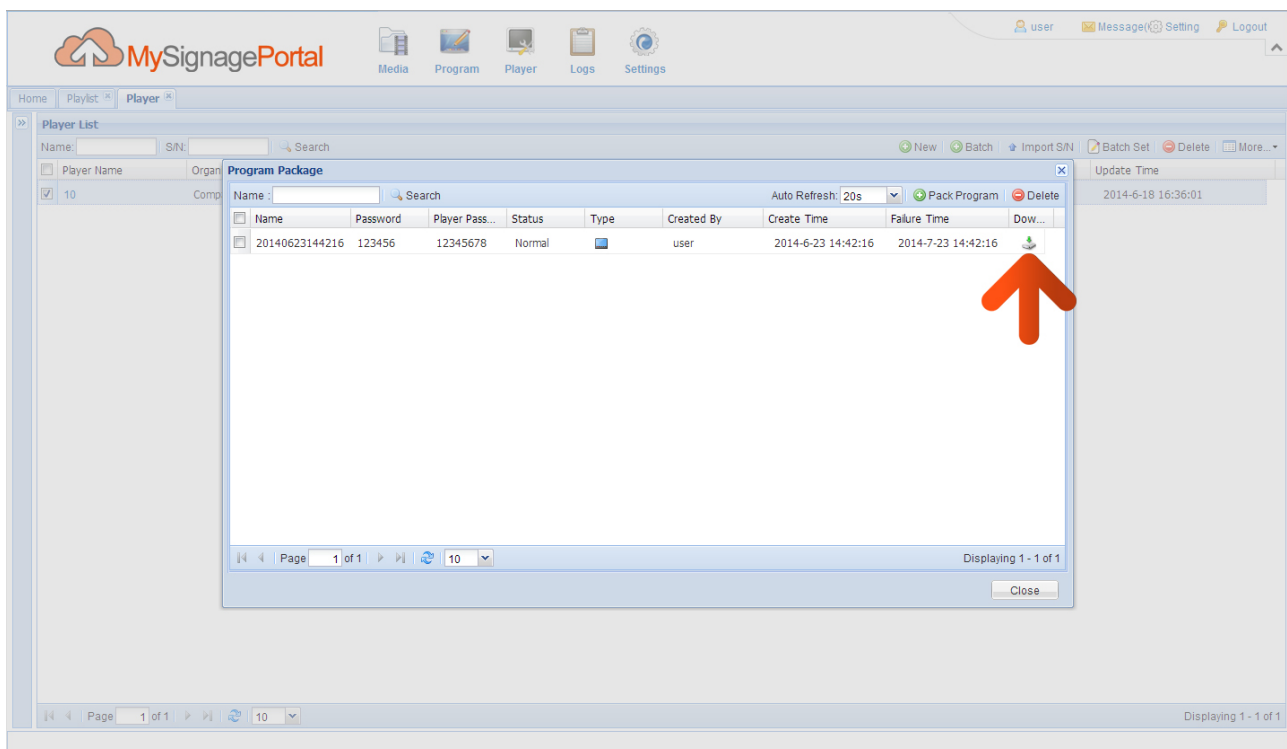 user Message( Setting Logout
MySignagePortal
Media Program Player Logs Settings
Home Playlist Player
Player List
Name: S/N: Search New Batch Import S/N Batch Set Delete More...
Player Name Organ Update Time
10 Comp 2014-6-18 16:36:01
Program Package
Name : Search Auto Refresh: 20s Pack Program Delete
Name Password Player Pass... Status Type Created By Create Time Failure Time Dow...
20140623144216 123456 12345678 Normal user 2014-6-23 14:42:16 2014-7-23 14:42:16
Page 1 of 1 10 Displaying 1 - 1 of 1
Close
Page 1 of 1 10 Displaying 1 - 1 of 1